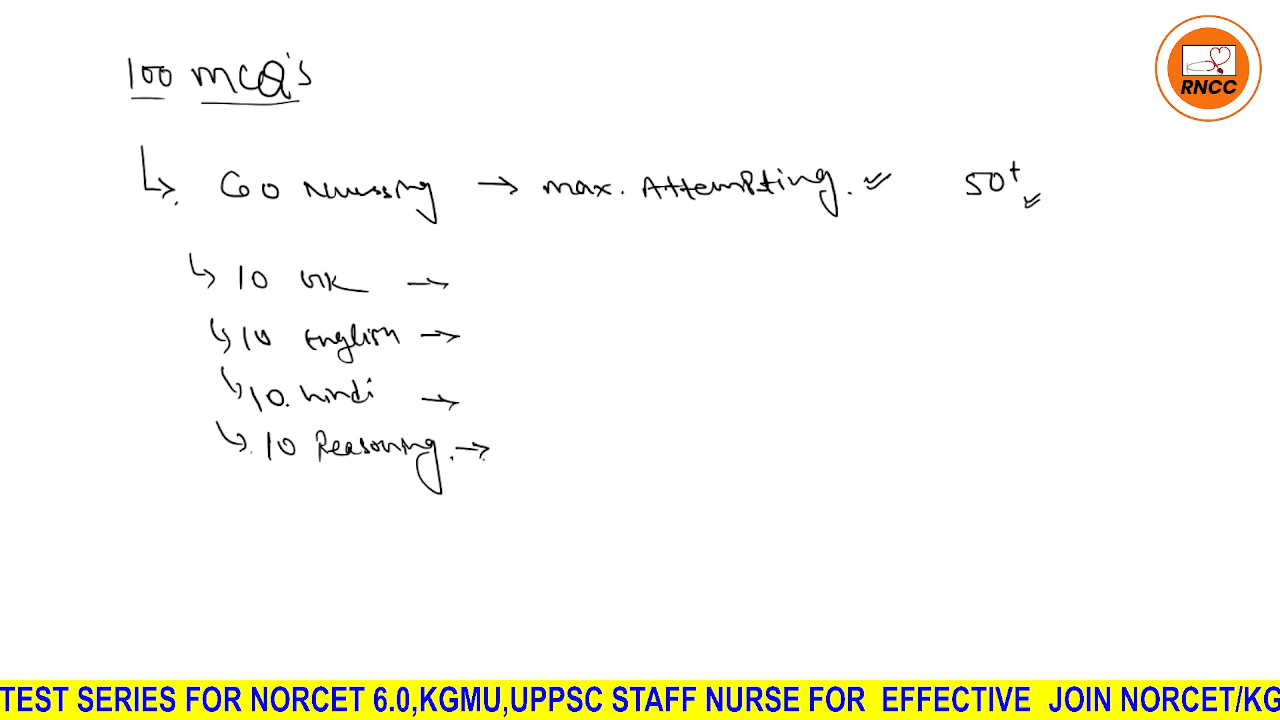 100 MCQ's
RNCC
↳ 60 Nursing → max. Attempting. 50+
↳ 10 GK →
↳ 10 English →
↳ 10. hindi →
↳ 10 Reasoning. →
TEST SERIES FOR NORCET 6.0,KGMU,UPPSC STAFF NURSE FOR EFFECTIVE JOIN NORCET/KG